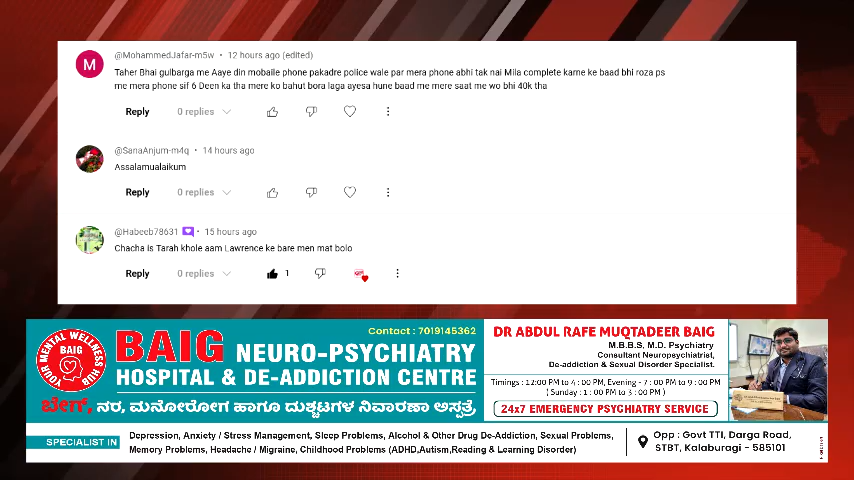 @MohammedJafar-m5w • 12 hours ago (edited)
Taher Bhai gulbarga me Aaye din mobaile phone pakadre police wale par mera phone abhi tak nai Mila complete karne ke baad bhi roza ps
me mera phone sif 6 Deen ka tha mere ko bahut bora laga ayesa hune baad me mere saat me wo bhi 40k tha
Reply 0 replies
@SanaAnjum-m4q • 14 hours ago
Assalamualaikum
Reply 0 replies
@Habeeb78631 • 15 hours ago
Chacha is Tarah khole aam Lawrence ke bare men mat bolo
Reply 0 replies 1
Contact : 7019145362
YOUR MENTAL WELLNESS HUB
BAIG
BAIG NEURO-PSYCHIATRY
HOSPITAL & DE-ADDICTION CENTRE
ಬೇಗ್, ನರ, ಮನೋರೋಗ ಹಾಗೂ ದುಶ್ಚಟಗಳ ನಿವಾರಣಾ ಆಸ್ಪತ್ರೆ
DR ABDUL RAFE MUQTADEER BAIG
M.B.B.S, M.D. Psychiatry
Consultant Neuropsychiatrist,
De-addiction & Sexual Disorder Specialist.
Timings : 12:00 PM to 4 : 00 PM, Evening - 7 : 00 PM to 9 : 00 PM
( Sunday : 1 : 00 PM to 3 : 00 PM )
24x7 EMERGENCY PSYCHIATRY SERVICE
SPECIALIST IN
Depression, Anxiety / Stress Management, Sleep Problems, Alcohol & Other Drug De-Addiction, Sexual Problems,
Memory Problems, Headache / Migraine, Childhood Problems (ADHD,Autism,Reading & Learning Disorder)
Opp : Govt TTI, Darga Road,
STBT, Kalaburagi - 585101